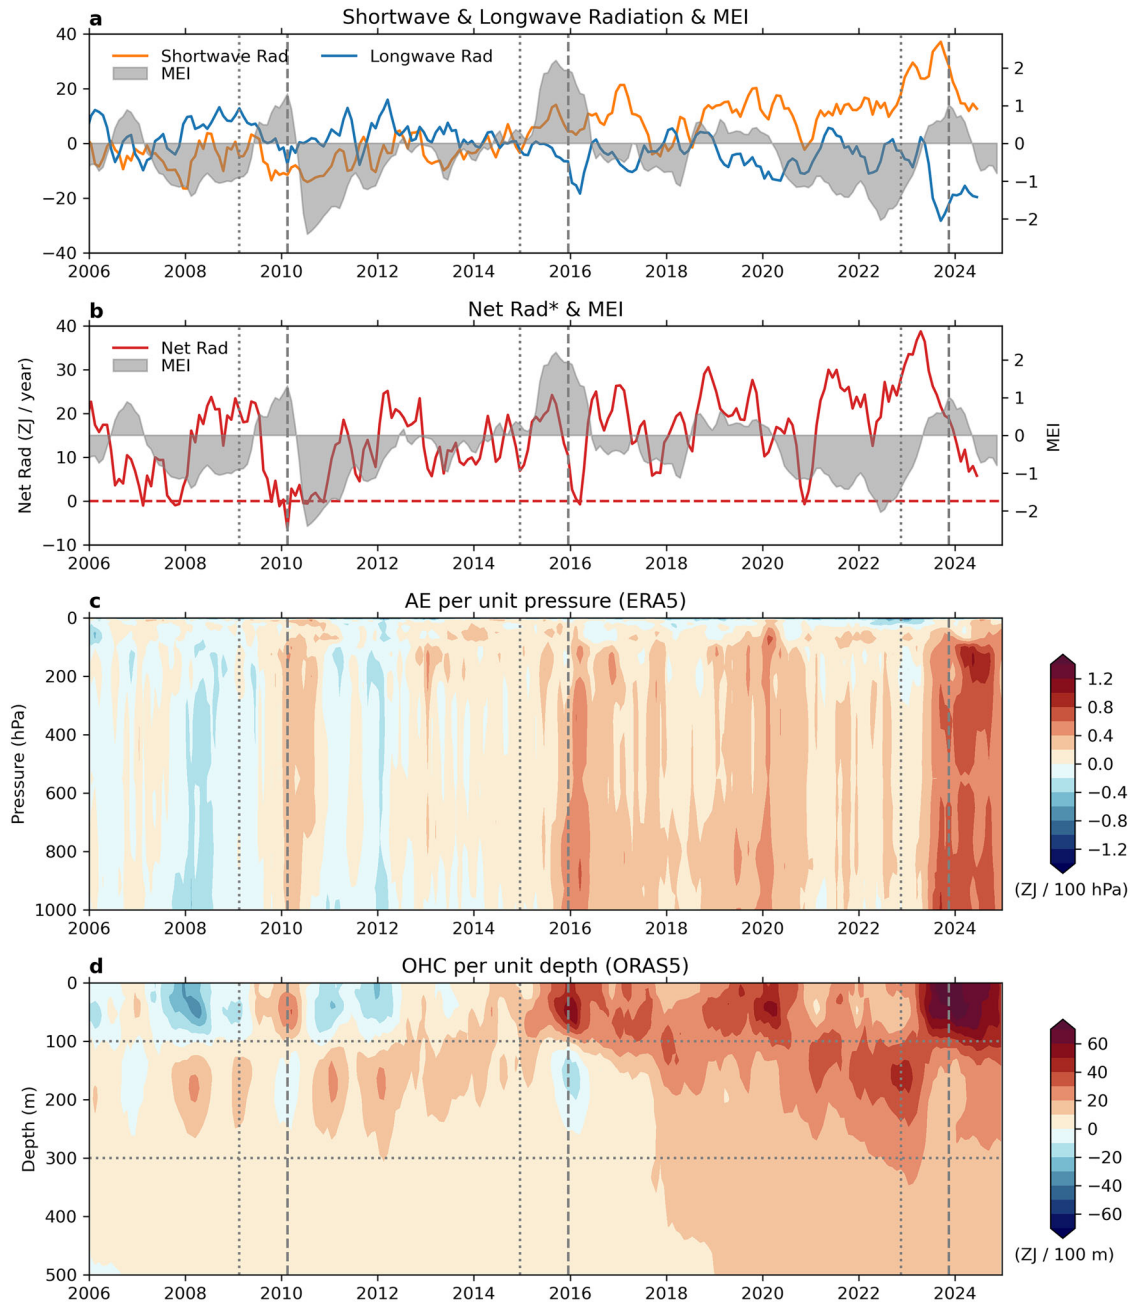 a Shortwave & Longwave Radiation & MEI
40
20
0
−20
−40
Shortwave Rad
Longwave Rad
MEI
2
1
0
−1
−2
2006 2008 2010 2012 2014 2016 2018 2020 2022 2024
b Net Rad* & MEI
Net Rad (ZJ / year)
40
30
20
10
0
−10
Net Rad
MEI
2
1
0
−1
−2
MEI
2006 2008 2010 2012 2014 2016 2018 2020 2022 2024
c AE per unit pressure (ERA5)
Pressure (hPa)
0
200
400
600
800
1000
2006 2008 2010 2012 2014 2016 2018 2020 2022 2024
1.2
0.8
0.4
0.0
−0.4
−0.8
−1.2
(ZJ / 100 hPa)
d OHC per unit depth (ORAS5)
Depth (m)
0
100
200
300
400
500
2006 2008 2010 2012 2014 2016 2018 2020 2022 2024
60
40
20
0
−20
−40
−60
(ZJ / 100 m)